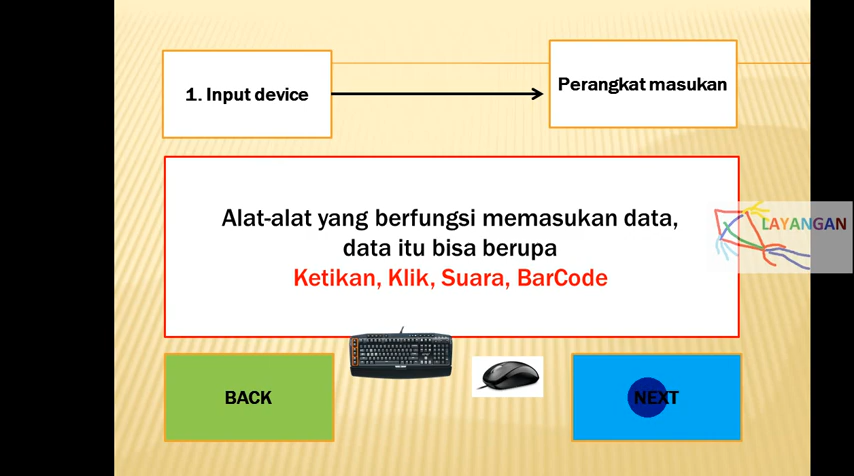 1. Input device
Perangkat masukan
Alat-alat yang berfungsi memasukan data,
data itu bisa berupa
Ketikan, Klik, Suara, BarCode
LAYANGAN
BACK
NEXT